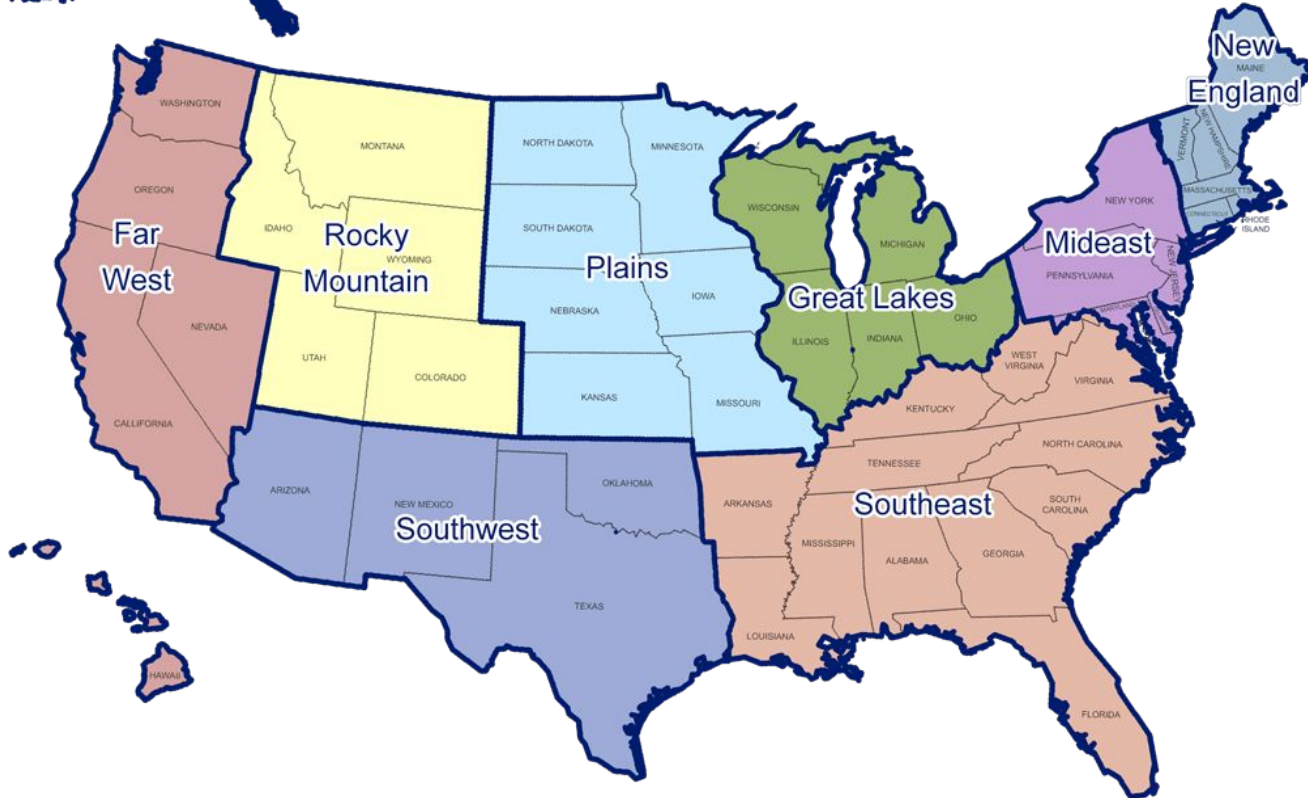 New
England
MAINE
WASHINGTON
MONTANA
NORTH DAKOTA
MINNESOTA
VERMONT
NEW HAMPSHIRE
OREGON
IDAHO
Rocky
Mountain
WYOMING
SOUTH DAKOTA
WISCONSIN
MICHIGAN
NEW YORK
MASSACHUSETTS
CONNECTICUT
RHODE
ISLAND
Far
West
Plains
Great Lakes
Mideast
NEBRASKA
IOWA
PENNSYLVANIA
NEW JERSEY
MARYLAND
NEVADA
UTAH
COLORADO
KANSAS
MISSOURI
ILLINOIS
INDIANA
OHIO
WEST
VIRGINIA
VIRGINIA
KENTUCKY
CALLIFORNIA
NORTH CAROLINA
TENNESSEE
ARIZONA
NEW MEXICO
OKLAHOMA
ARKANSAS
SOUTH
CAROLINA
Southwest
Southeast
MISSISSIPPI
ALABAMA
GEORGIA
TEXAS
LOUISIANA
HAWAII
FLORIDA